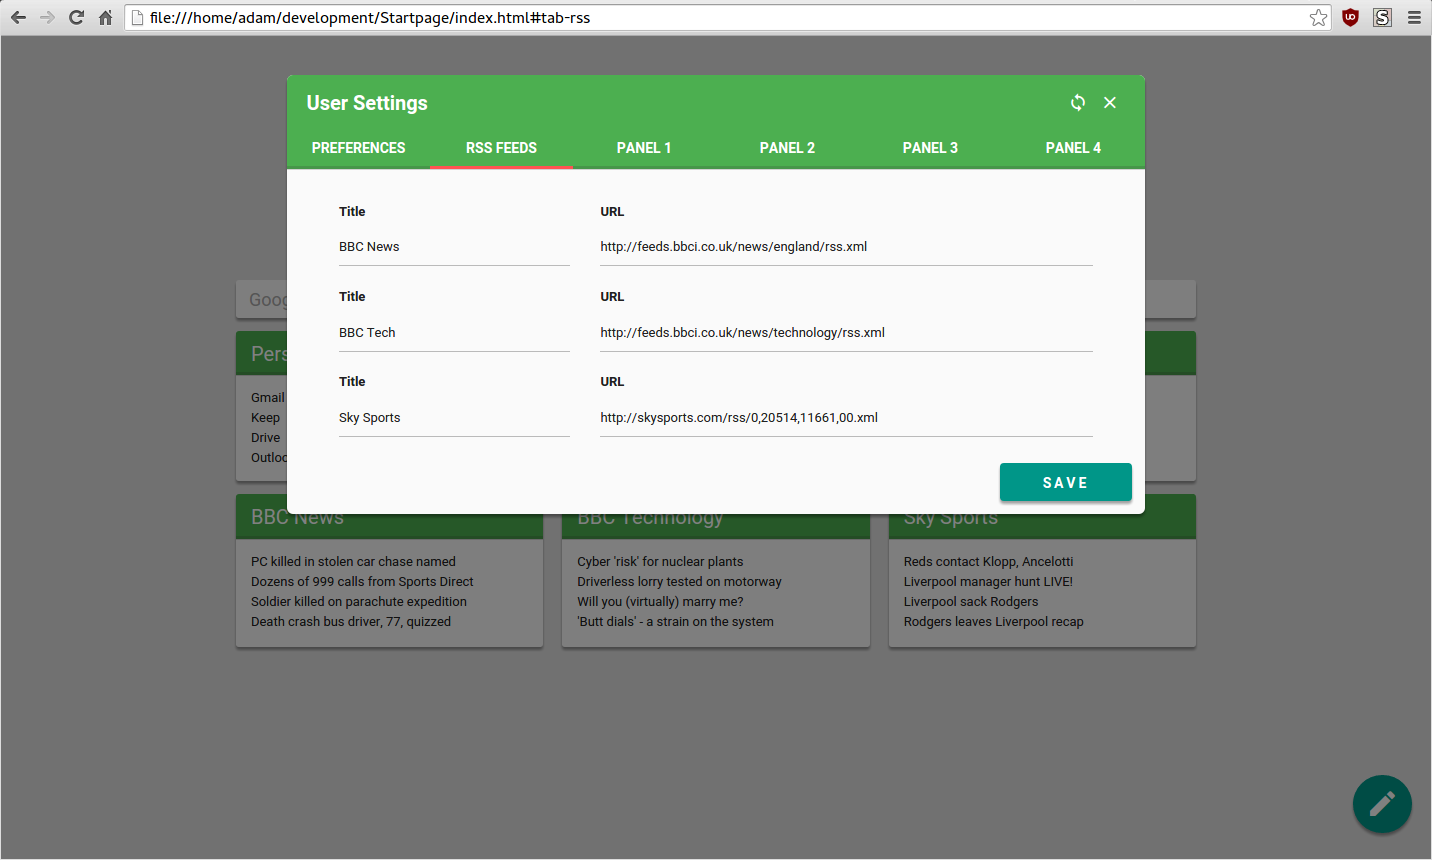 file:///home/adam/development/Startpage/index.html#tab-rss
User Settings
PREFERENCES RSS FEEDS PANEL 1 PANEL 2 PANEL 3 PANEL 4
Title URL
BBC News http://feeds.bbci.co.uk/news/england/rss.xml
Title URL
BBC Tech http://feeds.bbci.co.uk/news/technology/rss.xml
Title URL
Sky Sports http://skysports.com/rss/0,20514,11661,00.xml
SAVE
Goog
Pers
Gmail
Keep
Drive
Outloo
BBC News BBC Technology Sky Sports
PC killed in stolen car chase named
Dozens of 999 calls from Sports Direct
Soldier killed on parachute expedition
Death crash bus driver, 77, quizzed
Cyber 'risk' for nuclear plants
Driverless lorry tested on motorway
Will you (virtually) marry me?
'Butt dials' - a strain on the system
Reds contact Klopp, Ancelotti
Liverpool manager hunt LIVE!
Liverpool sack Rodgers
Rodgers leaves Liverpool recap